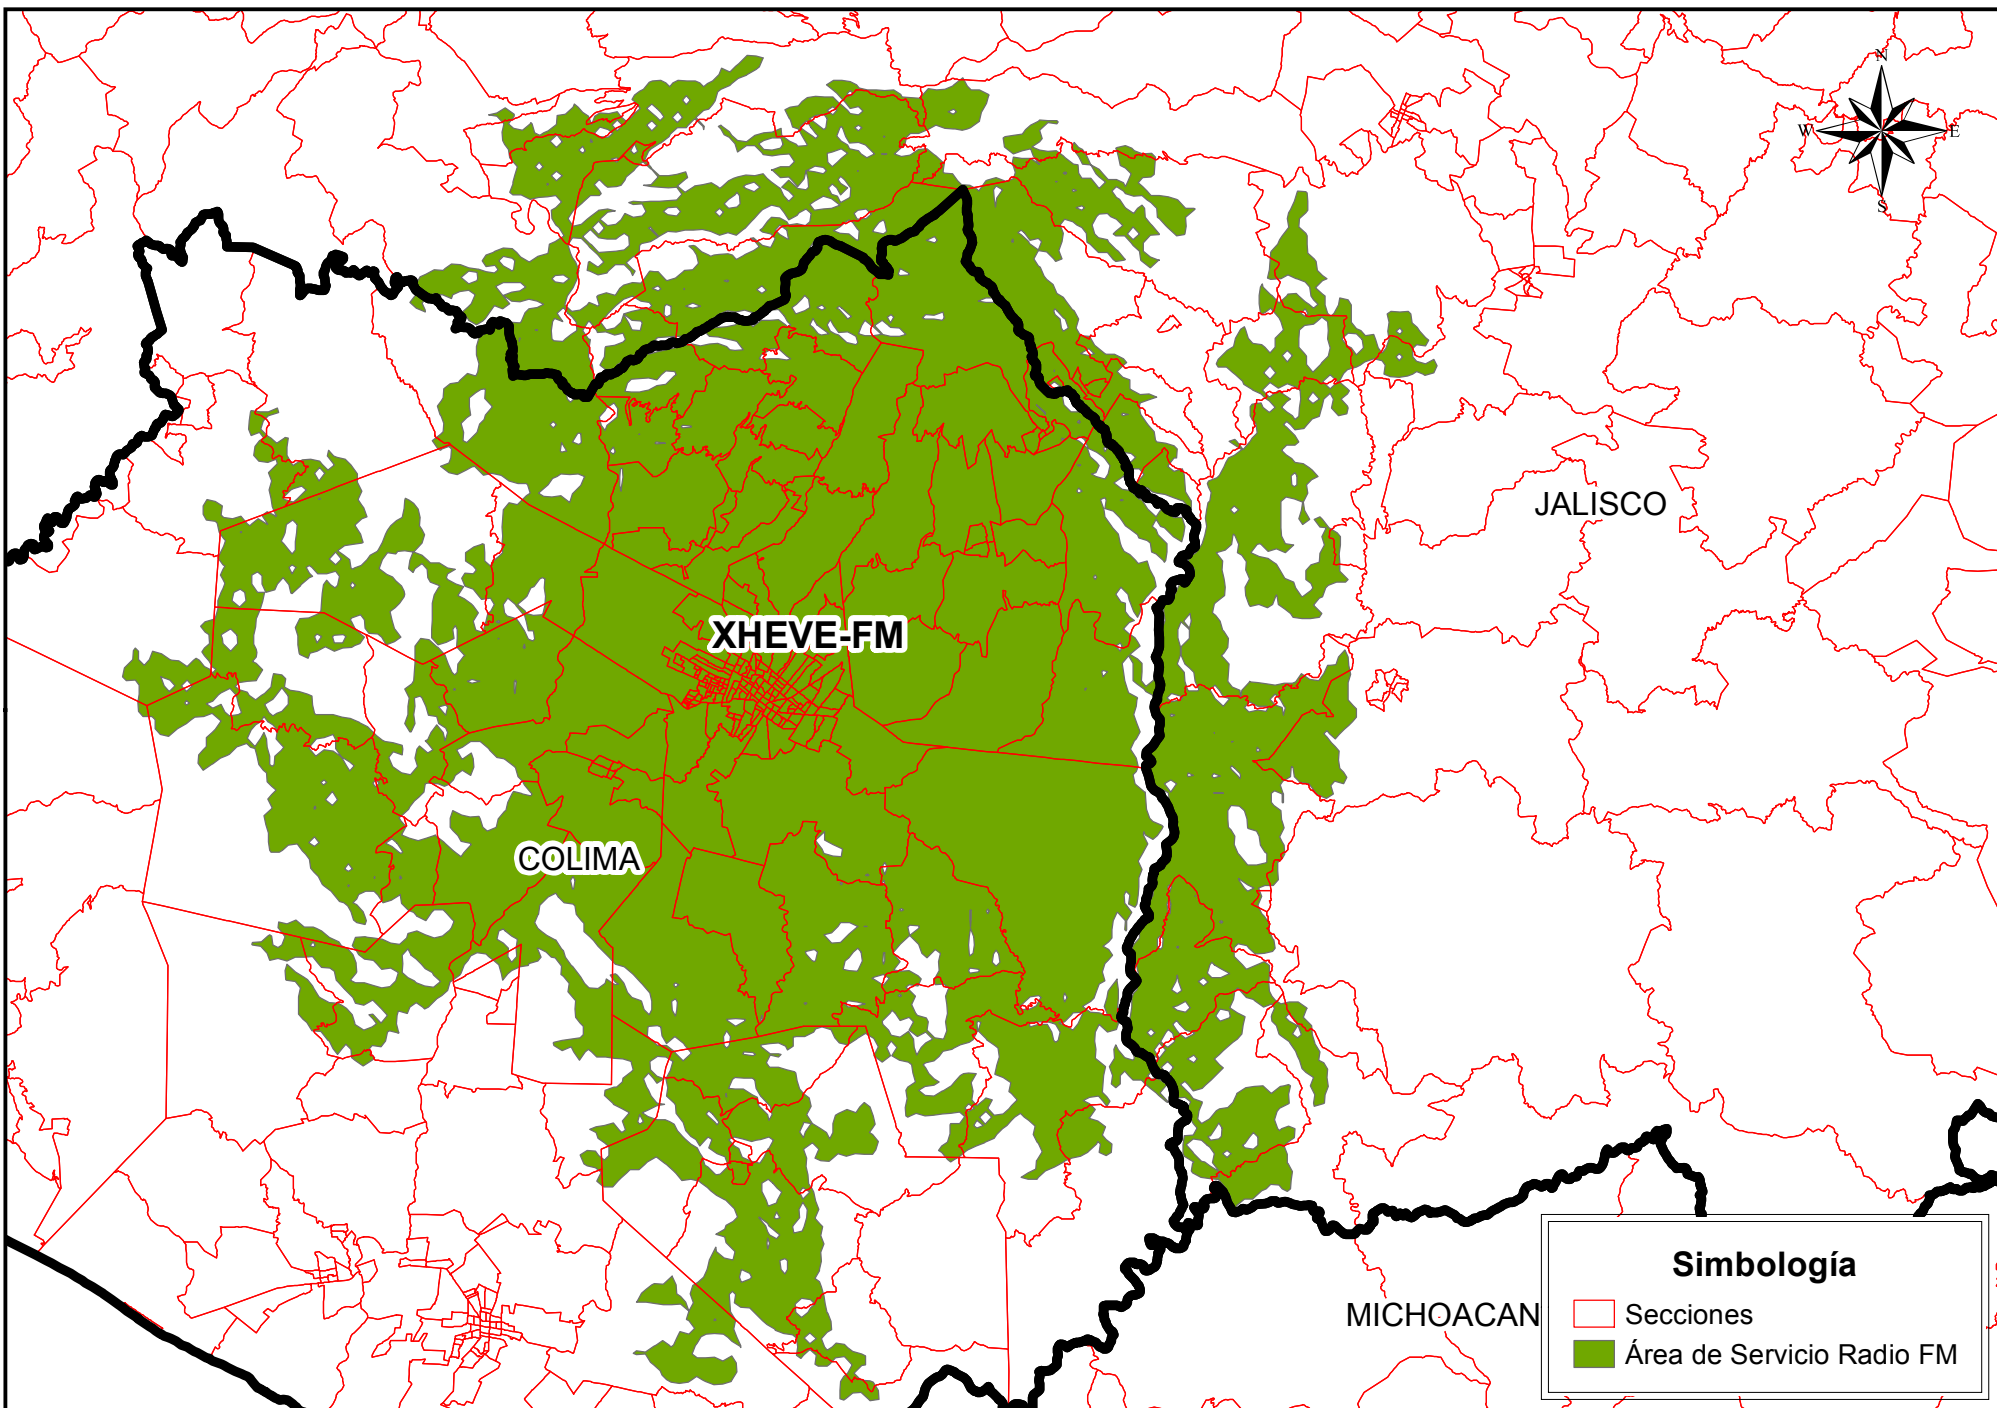 N
W E
S
JALISCO
XHEVE-FM
COLIMA
MICHOACAN
Simbología
Secciones
Área de Servicio Radio FM